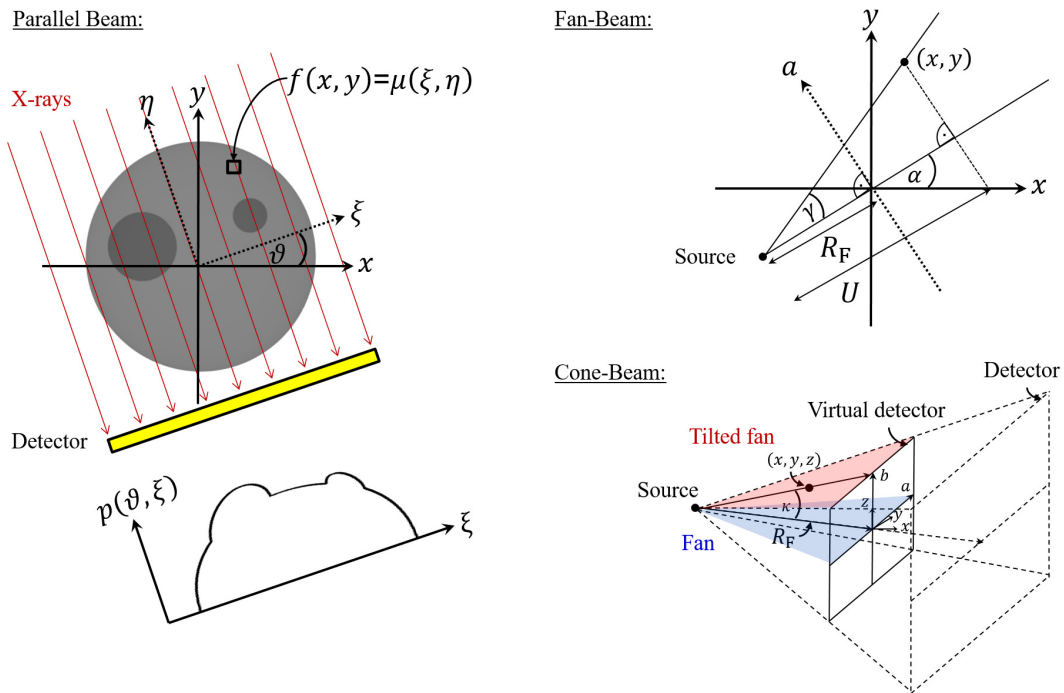 Parallel Beam:
X-rays
η
y
f(x, y)=μ(ξ, η)
ξ
ϑ
x
Detector
p(ϑ, ξ)
ξ
Fan-Beam:
y
a
(x, y)
α
x
γ
Source
R_F
U
Cone-Beam:
Detector
Virtual detector
Tilted fan
(x, y, z)
b
a
Source
κ
z
y
x
R_F
Fan